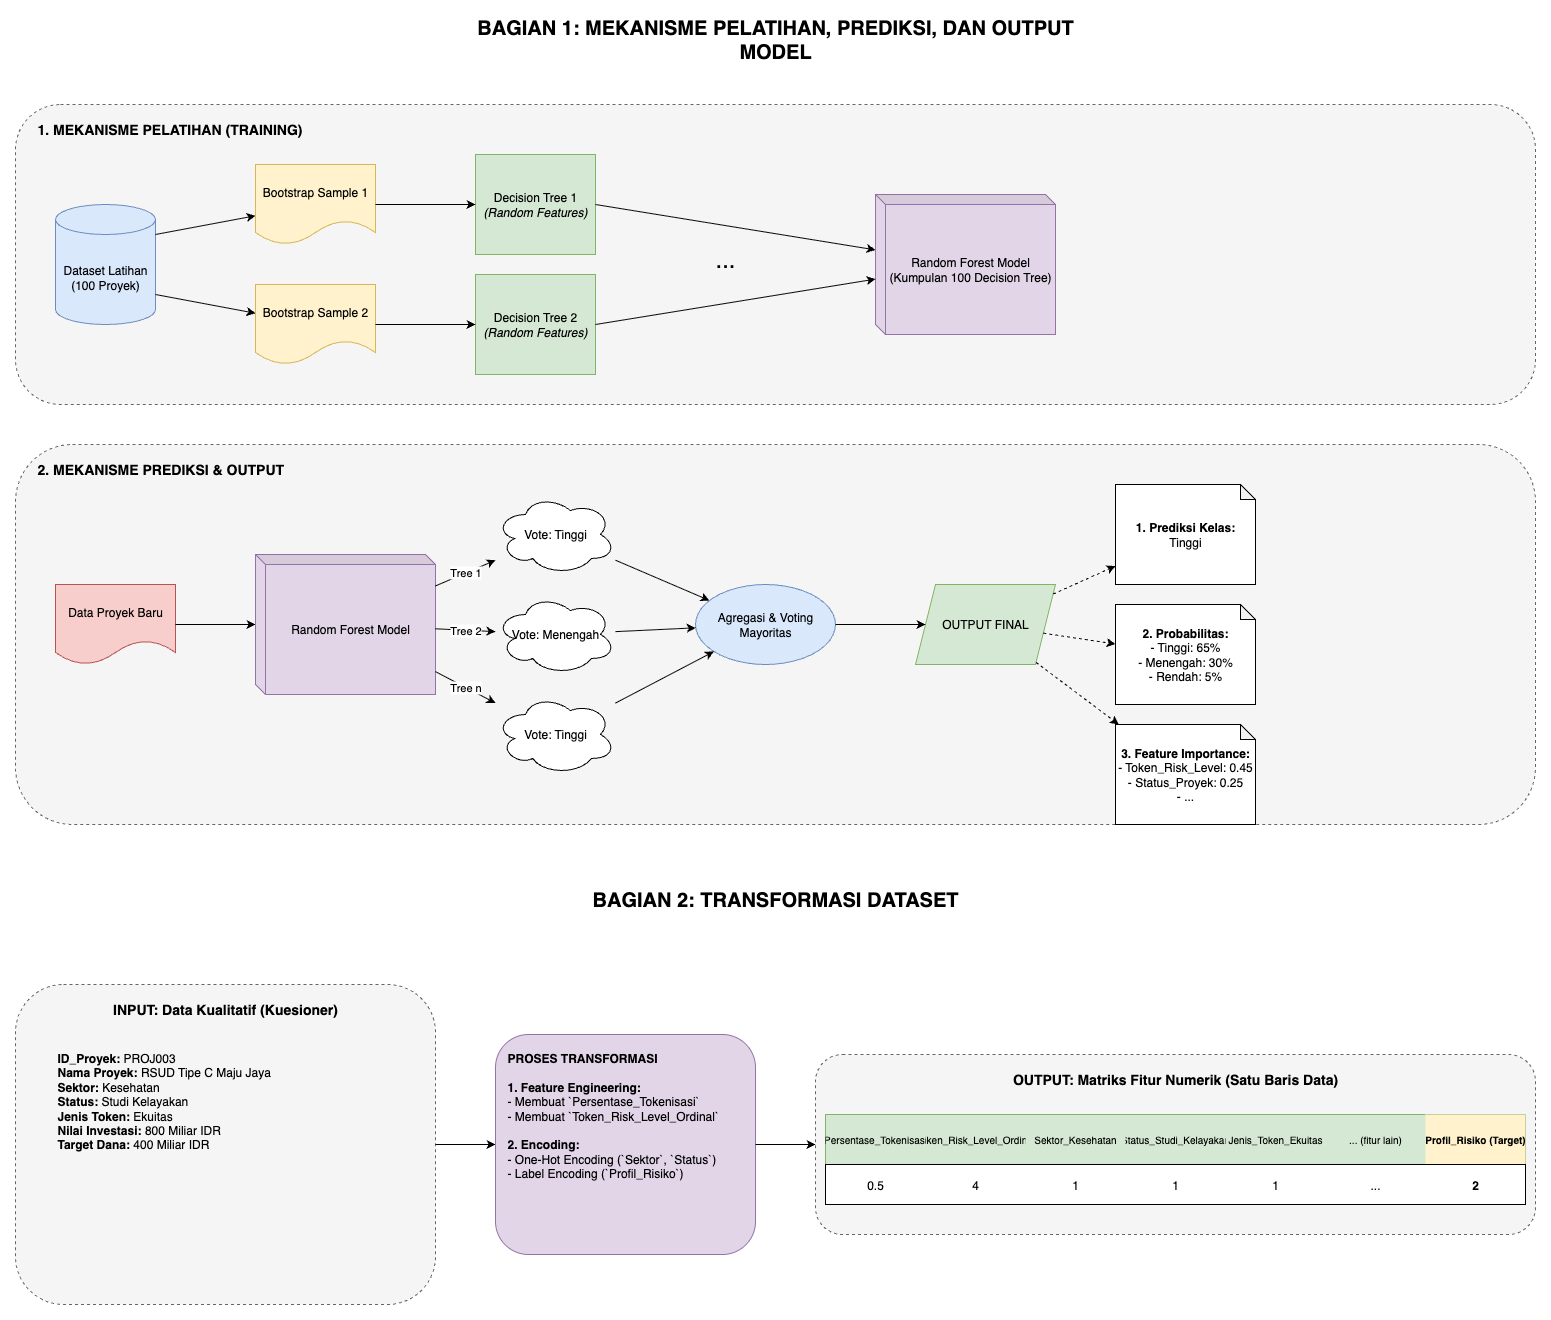 BAGIAN 1: MEKANISME PELATIHAN, PREDIKSI, DAN OUTPUT
MODEL
1. MEKANISME PELATIHAN (TRAINING)
Dataset Latihan
(100 Proyek)
Bootstrap Sample 1
Bootstrap Sample 2
Decision Tree 1
(Random Features)
Decision Tree 2
(Random Features)
...
Random Forest Model
(Kumpulan 100 Decision Tree)
2. MEKANISME PREDIKSI & OUTPUT
Data Proyek Baru
Random Forest Model
Tree 1
Tree 2
Tree n
Vote: Tinggi
Vote: Menengah
Vote: Tinggi
Agregasi & Voting
Mayoritas
OUTPUT FINAL
1. Prediksi Kelas:
Tinggi
2. Probabilitas:
- Tinggi: 65%
- Menengah: 30%
- Rendah: 5%
3. Feature Importance:
- Token_Risk_Level: 0.45
- Status_Proyek: 0.25
- ...
BAGIAN 2: TRANSFORMASI DATASET
INPUT: Data Kualitatif (Kuesioner)
ID_Proyek: PROJ003
Nama Proyek: RSUD Tipe C Maju Jaya
Sektor: Kesehatan
Status: Studi Kelayakan
Jenis Token: Ekuitas
Nilai Investasi: 800 Miliar IDR
Target Dana: 400 Miliar IDR
PROSES TRANSFORMASI
1. Feature Engineering:
- Membuat `Persentase_Tokenisasi`
- Membuat `Token_Risk_Level_Ordinal`
2. Encoding:
- One-Hot Encoding (`Sektor`, `Status`)
- Label Encoding (`Profil_Risiko`)
OUTPUT: Matriks Fitur Numerik (Satu Baris Data)
Persentase_Tokenisasi ken_Risk_Level_Ordin Sektor_Kesehatan tatus_Studi_Kelayaka Jenis_Token_Ekuitas ... (fitur lain) Profil_Risiko (Target)
0.5 4 1 1 1 ... 2